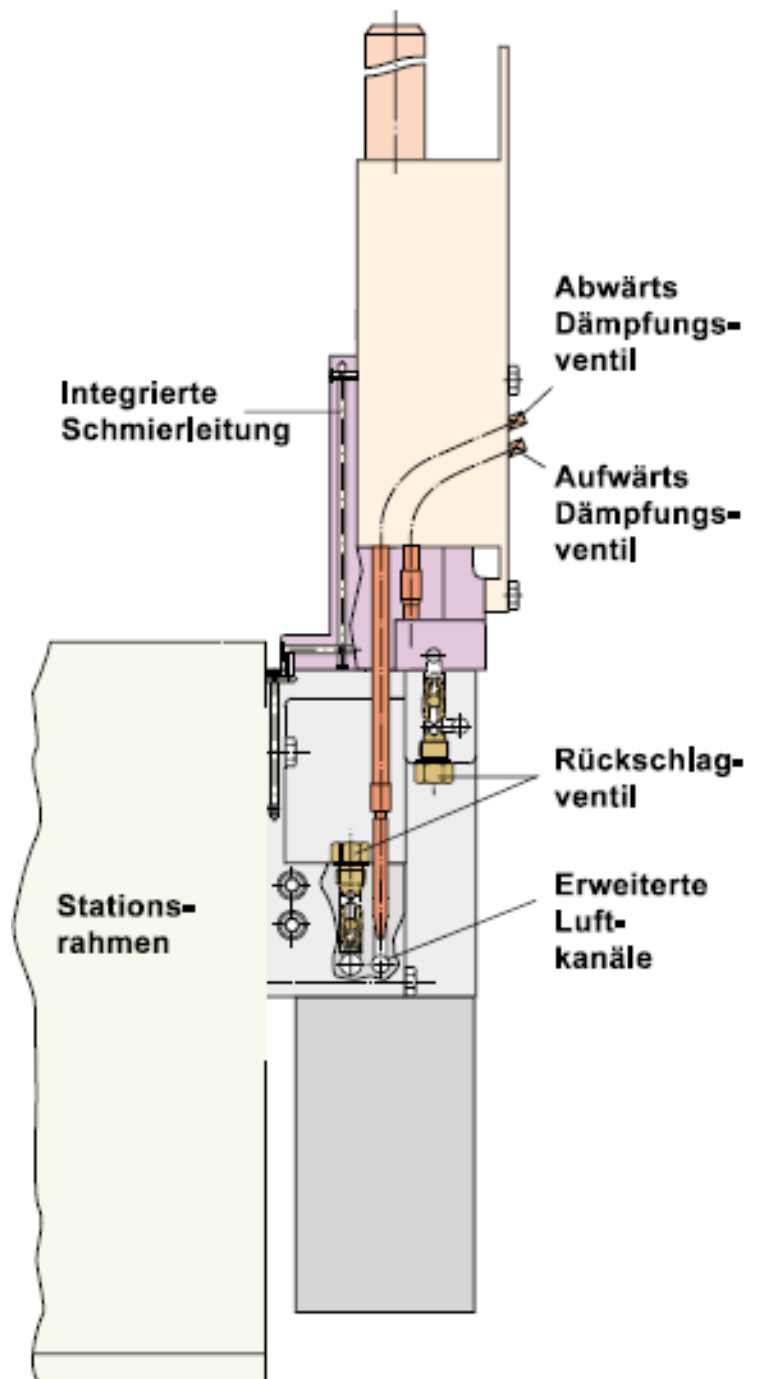 Abwärts
Dämpfungs-
ventil
Integrierte
Schmierleitung
Aufwärts
Dämpfungs-
ventil
Rückschlag-
ventil
Erweiterte
Luft-
kanäle
Stations-
rahmen